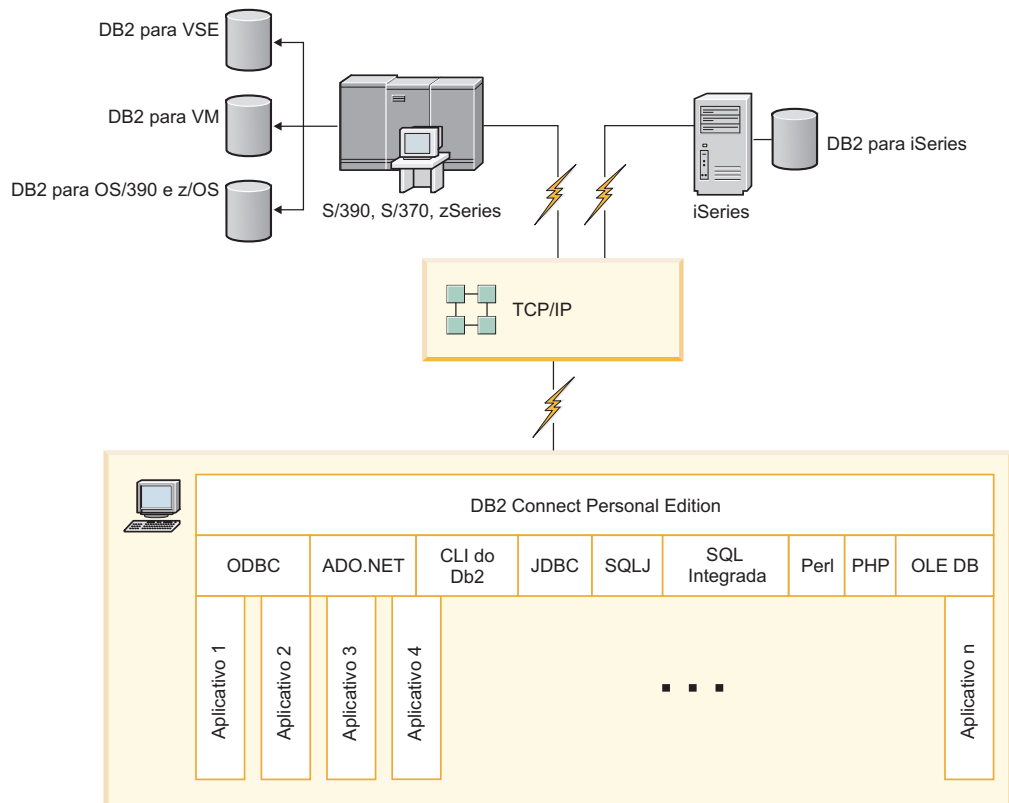 DB2 para VSE
DB2 para VM
DB2 para iSeries
DB2 para OS/390 e z/OS
S/390, S/370, zSeries
iSeries
TCP/IP
DB2 Connect Personal Edition
ODBC
ADO.NET
CLI do
Db2
JDBC
SQLJ
SQL
Integrada
Perl
PHP
OLE DB
Aplicativo 1
Aplicativo 2
Aplicativo 3
Aplicativo 4
. . .
Aplicativo n